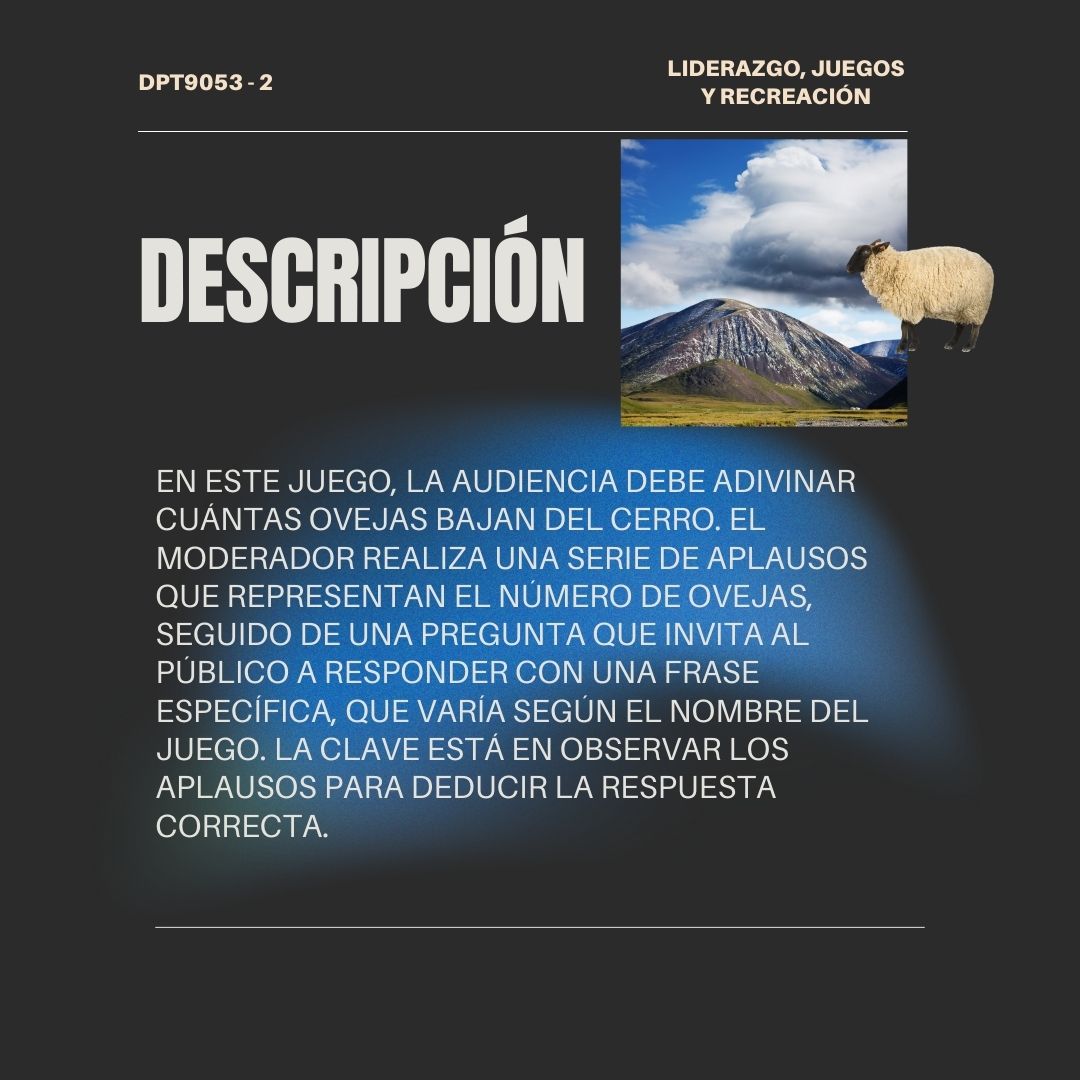 DPT9053 - 2
LIDERAZGO, JUEGOS
Y RECREACIÓN
DESCRIPCIÓN
EN ESTE JUEGO, LA AUDIENCIA DEBE ADIVINAR
CUÁNTAS OVEJAS BAJAN DEL CERRO. EL
MODERADOR REALIZA UNA SERIE DE APLAUSOS
QUE REPRESENTAN EL NÚMERO DE OVEJAS,
SEGUIDO DE UNA PREGUNTA QUE INVITA AL
PÚBLICO A RESPONDER CON UNA FRASE
ESPECÍFICA, QUE VARÍA SEGÚN EL NOMBRE DEL
JUEGO. LA CLAVE ESTÁ EN OBSERVAR LOS
APLAUSOS PARA DEDUCIR LA RESPUESTA
CORRECTA.